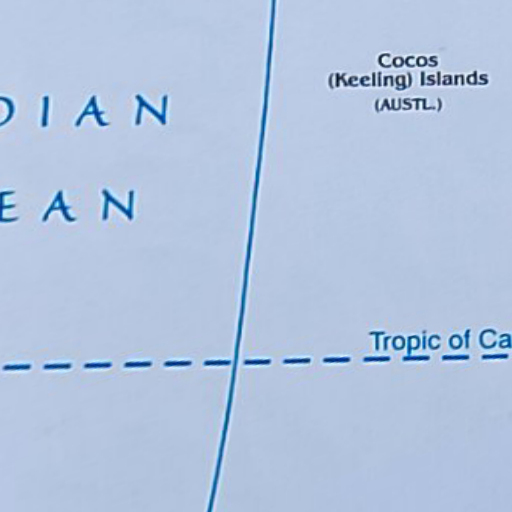 DIAN
EAN
Cocos
(Keeling) Islands
(AUSTL.)
Tropic of Ca